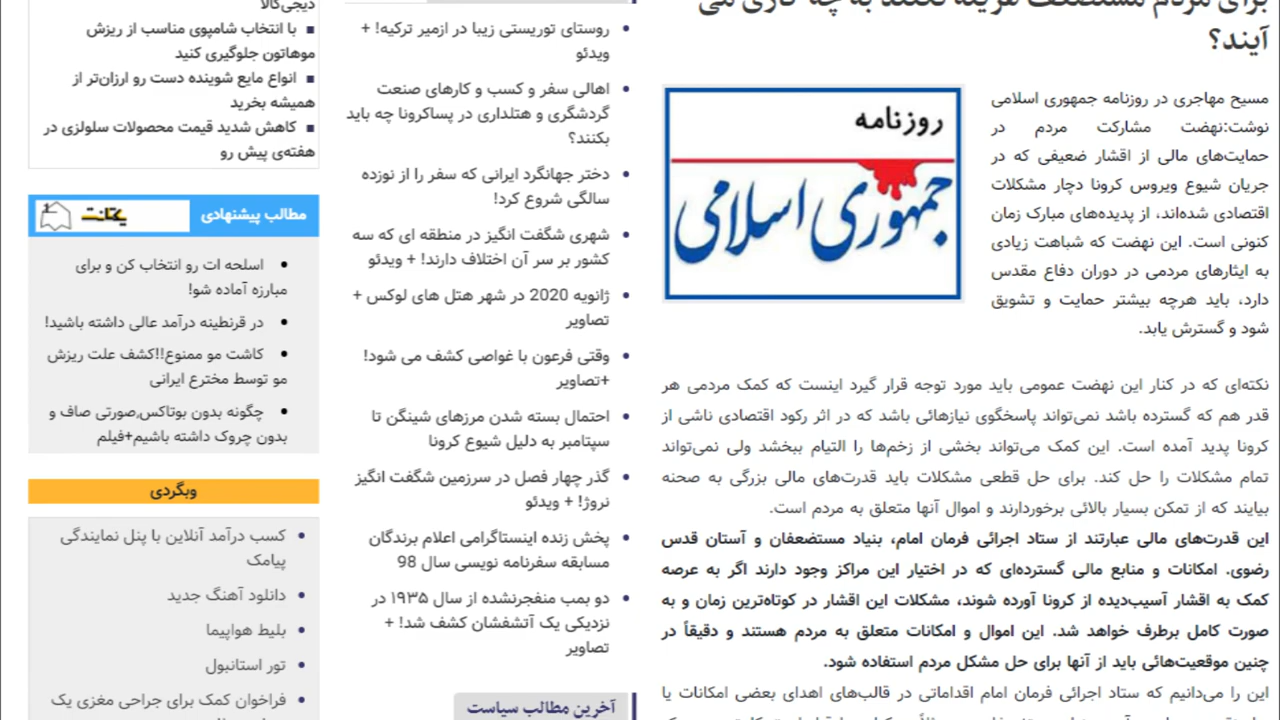 برای مردم مستضعف هزینه نکنند به چه کاری می
آیند؟
روزنامه
جمهوری اسلامی
مسیح مهاجری در روزنامه جمهوری اسلامی
نوشت:نهضت مشارکت مردم در
حمایت‌های مالی از اقشار ضعیفی که در
جریان شیوع ویروس کرونا دچار مشکلات
اقتصادی شده‌اند، از پدیده‌های مبارک زمان
کنونی است. این نهضت که شباهت زیادی
به ایثارهای مردمی در دوران دفاع مقدس
دارد، باید هرچه بیشتر حمایت و تشویق
شود و گسترش یابد.
نکته‌ای که در کنار این نهضت عمومی باید مورد توجه قرار گیرد اینست که کمک مردمی هر
قدر هم که گسترده باشد نمی‌تواند پاسخگوی نیازهائی باشد که در اثر رکود اقتصادی ناشی از
کرونا پدید آمده است. این کمک می‌تواند بخشی از زخم‌ها را التیام ببخشد ولی نمی‌تواند
تمام مشکلات را حل کند. برای حل قطعی مشکلات باید قدرت‌های مالی بزرگی به صحنه
بیایند که از تمکن بسیار بالائی برخوردارند و اموال آنها متعلق به مردم است.
این قدرت‌های مالی عبارتند از ستاد اجرائی فرمان امام، بنیاد مستضعفان و آستان قدس
رضوی. امکانات و منابع مالی گسترده‌ای که در اختیار این مراکز وجود دارند اگر به عرصه
کمک به اقشار آسیب‌دیده از کرونا آورده شوند، مشکلات این اقشار در کوتاه‌ترین زمان و به
صورت کامل برطرف خواهد شد. این اموال و امکانات متعلق به مردم هستند و دقیقاً در
چنین موقعیت‌هائی باید از آنها برای حل مشکل مردم استفاده شود.
این را می‌دانیم که ستاد اجرائی فرمان امام اقداماتی در قالب‌های اهدای بعضی امکانات یا
• روستای توریستی زیبا در ازمیر ترکیه! +
ویدئو
• اهالی سفر و کسب و کارهای صنعت
گردشگری و هتلداری در پساکرونا چه باید
بکنند؟
• دختر جهانگرد ایرانی که سفر را از نوزده
سالگی شروع کرد!
• شهری شگفت انگیز در منطقه ای که سه
کشور بر سر آن اختلاف دارند! + ویدئو
• ژانویه 2020 در شهر هتل های لوکس +
تصاویر
• وقتی فرعون با غواصی کشف می شود!
+تصاویر
• احتمال بسته شدن مرزهای شینگن تا
سپتامبر به دلیل شیوع کرونا
• گذر چهار فصل در سرزمین شگفت انگیز
نروژ! + ویدئو
• پخش زنده اینستاگرامی اعلام برندگان
مسابقه سفرنامه نویسی سال 98
• دو بمب منفجرنشده از سال ۱۹۳۵ در
نزدیکی یک آتشفشان کشف شد! +
تصاویر
آخرین مطالب سیاست
دیجی‌کالا
▪ با انتخاب شامپوی مناسب از ریزش
موهاتون جلوگیری کنید
▪ انواع مایع شوینده دست رو ارزان‌تر از
همیشه بخرید
▪ کاهش شدید قیمت محصولات سلولزی در
هفته‌ی پیش رو
مطالب پیشنهادی یکتانت
• اسلحه ات رو انتخاب کن و برای
مبارزه آماده شو!
• در قرنطینه درآمد عالی داشته باشید!
• کاشت مو ممنوع!!کشف علت ریزش
مو توسط مخترع ایرانی
• چگونه بدون بوتاکس,صورتی صاف و
بدون چروک داشته باشیم+فیلم
وبگردی
• کسب درآمد آنلاین با پنل نمایندگی
پیامک
• دانلود آهنگ جدید
• بلیط هواپیما
• تور استانبول
• فراخوان کمک برای جراحی مغزی یک